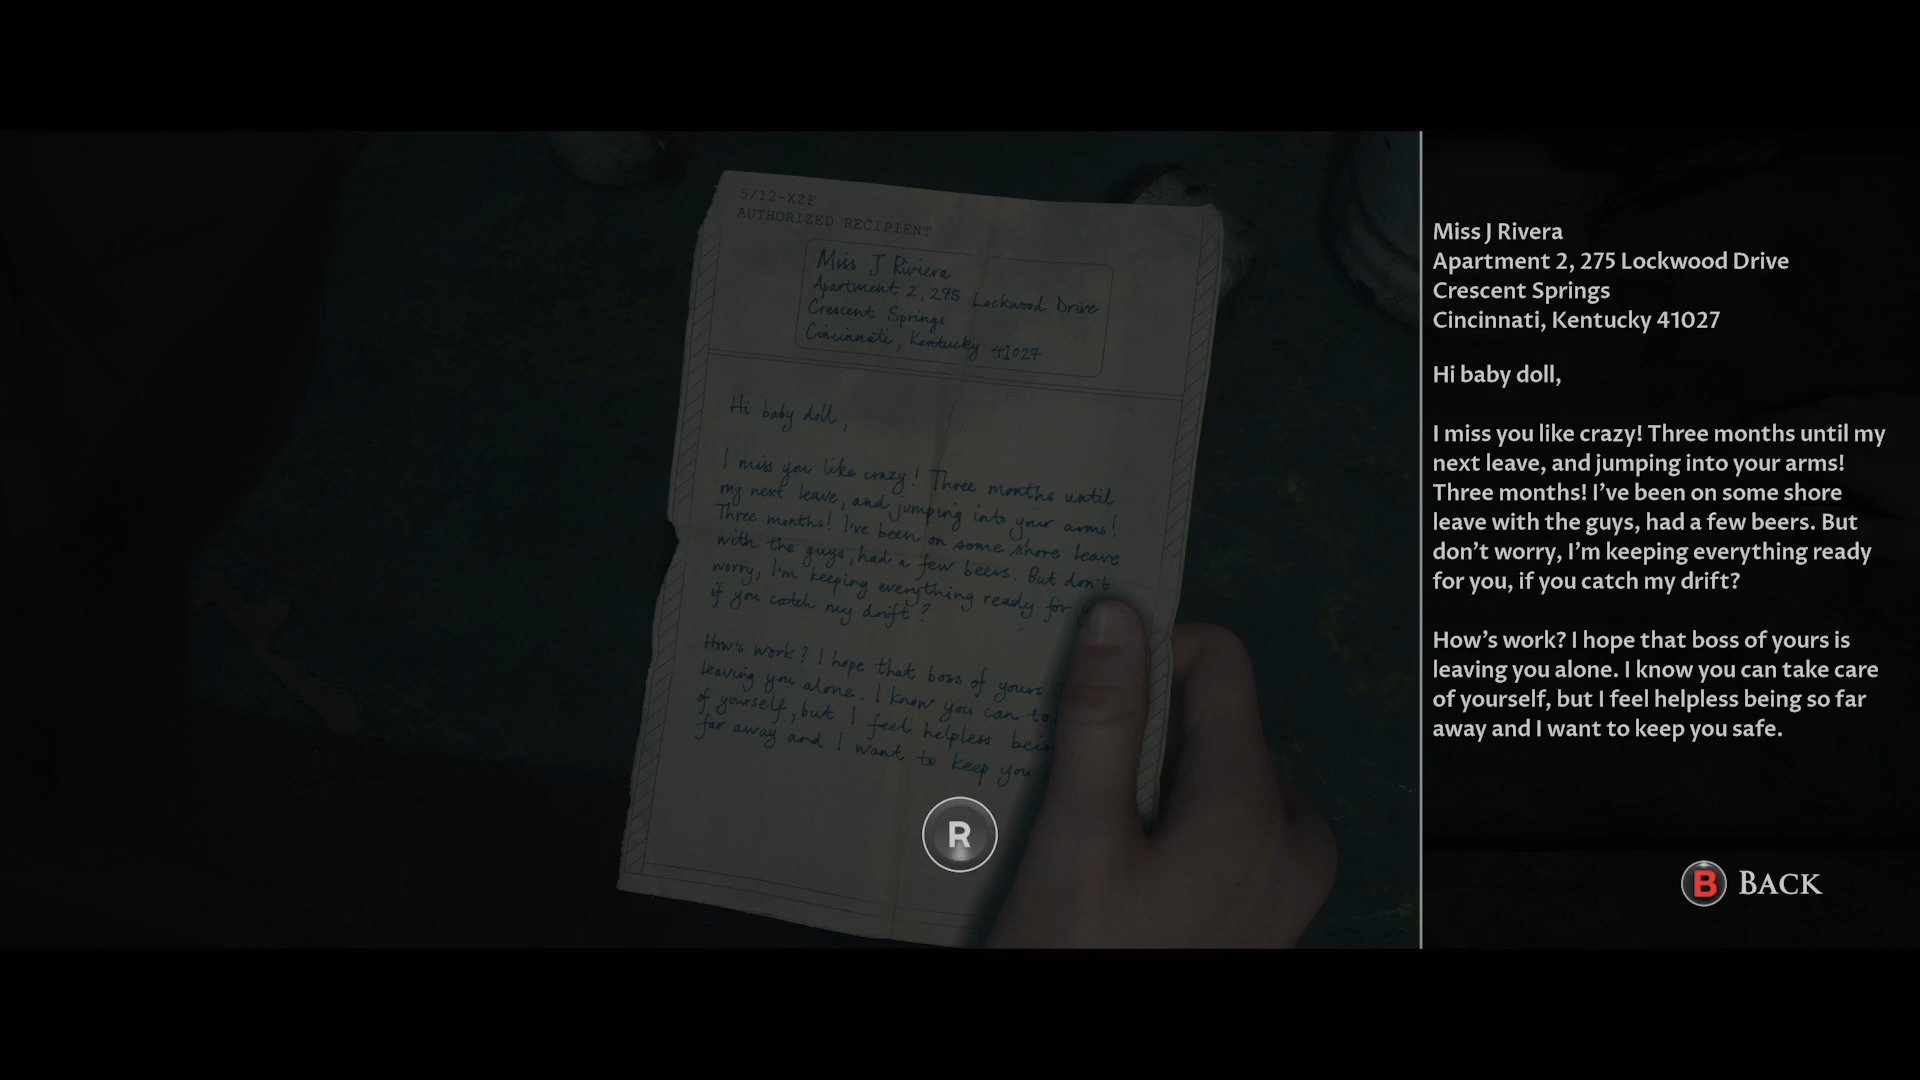 5/12-XZF
AUTHORIZED RECIPIENT
Miss J Riviera
Apartment 2, 275 Lockwood Drive
Crescent Springs
Cincinnati, Kentucky 41027
Hi baby doll,
I miss you like crazy! Three months until
my next leave, and jumping into your arms!
Three months! I've been on some shore leave
with the guys, had a few beers. But don't
worry, I'm keeping everything ready for
if you catch my drift?
How's work? I hope that boss of yours
leaving you alone. I know you can
of yourself, but I feel helpless
far away and I want to keep you
R
Miss J Rivera
Apartment 2, 275 Lockwood Drive
Crescent Springs
Cincinnati, Kentucky 41027
Hi baby doll,
I miss you like crazy! Three months until my
next leave, and jumping into your arms!
Three months! I've been on some shore
leave with the guys, had a few beers. But
don't worry, I'm keeping everything ready
for you, if you catch my drift?
How's work? I hope that boss of yours is
leaving you alone. I know you can take care
of yourself, but I feel helpless being so far
away and I want to keep you safe.
B BACK